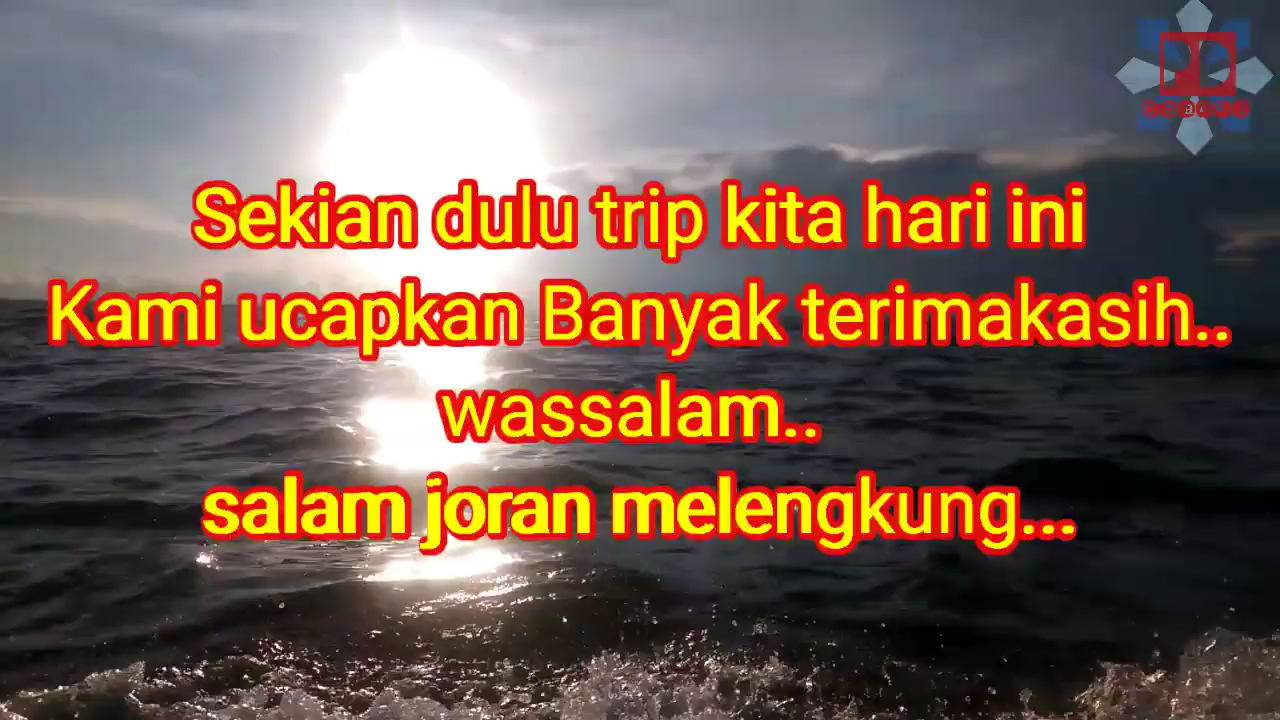 Sekian dulu trip kita hari ini
Kami ucapkan Banyak terimakasih..
wassalam..
salam joran melengkung...